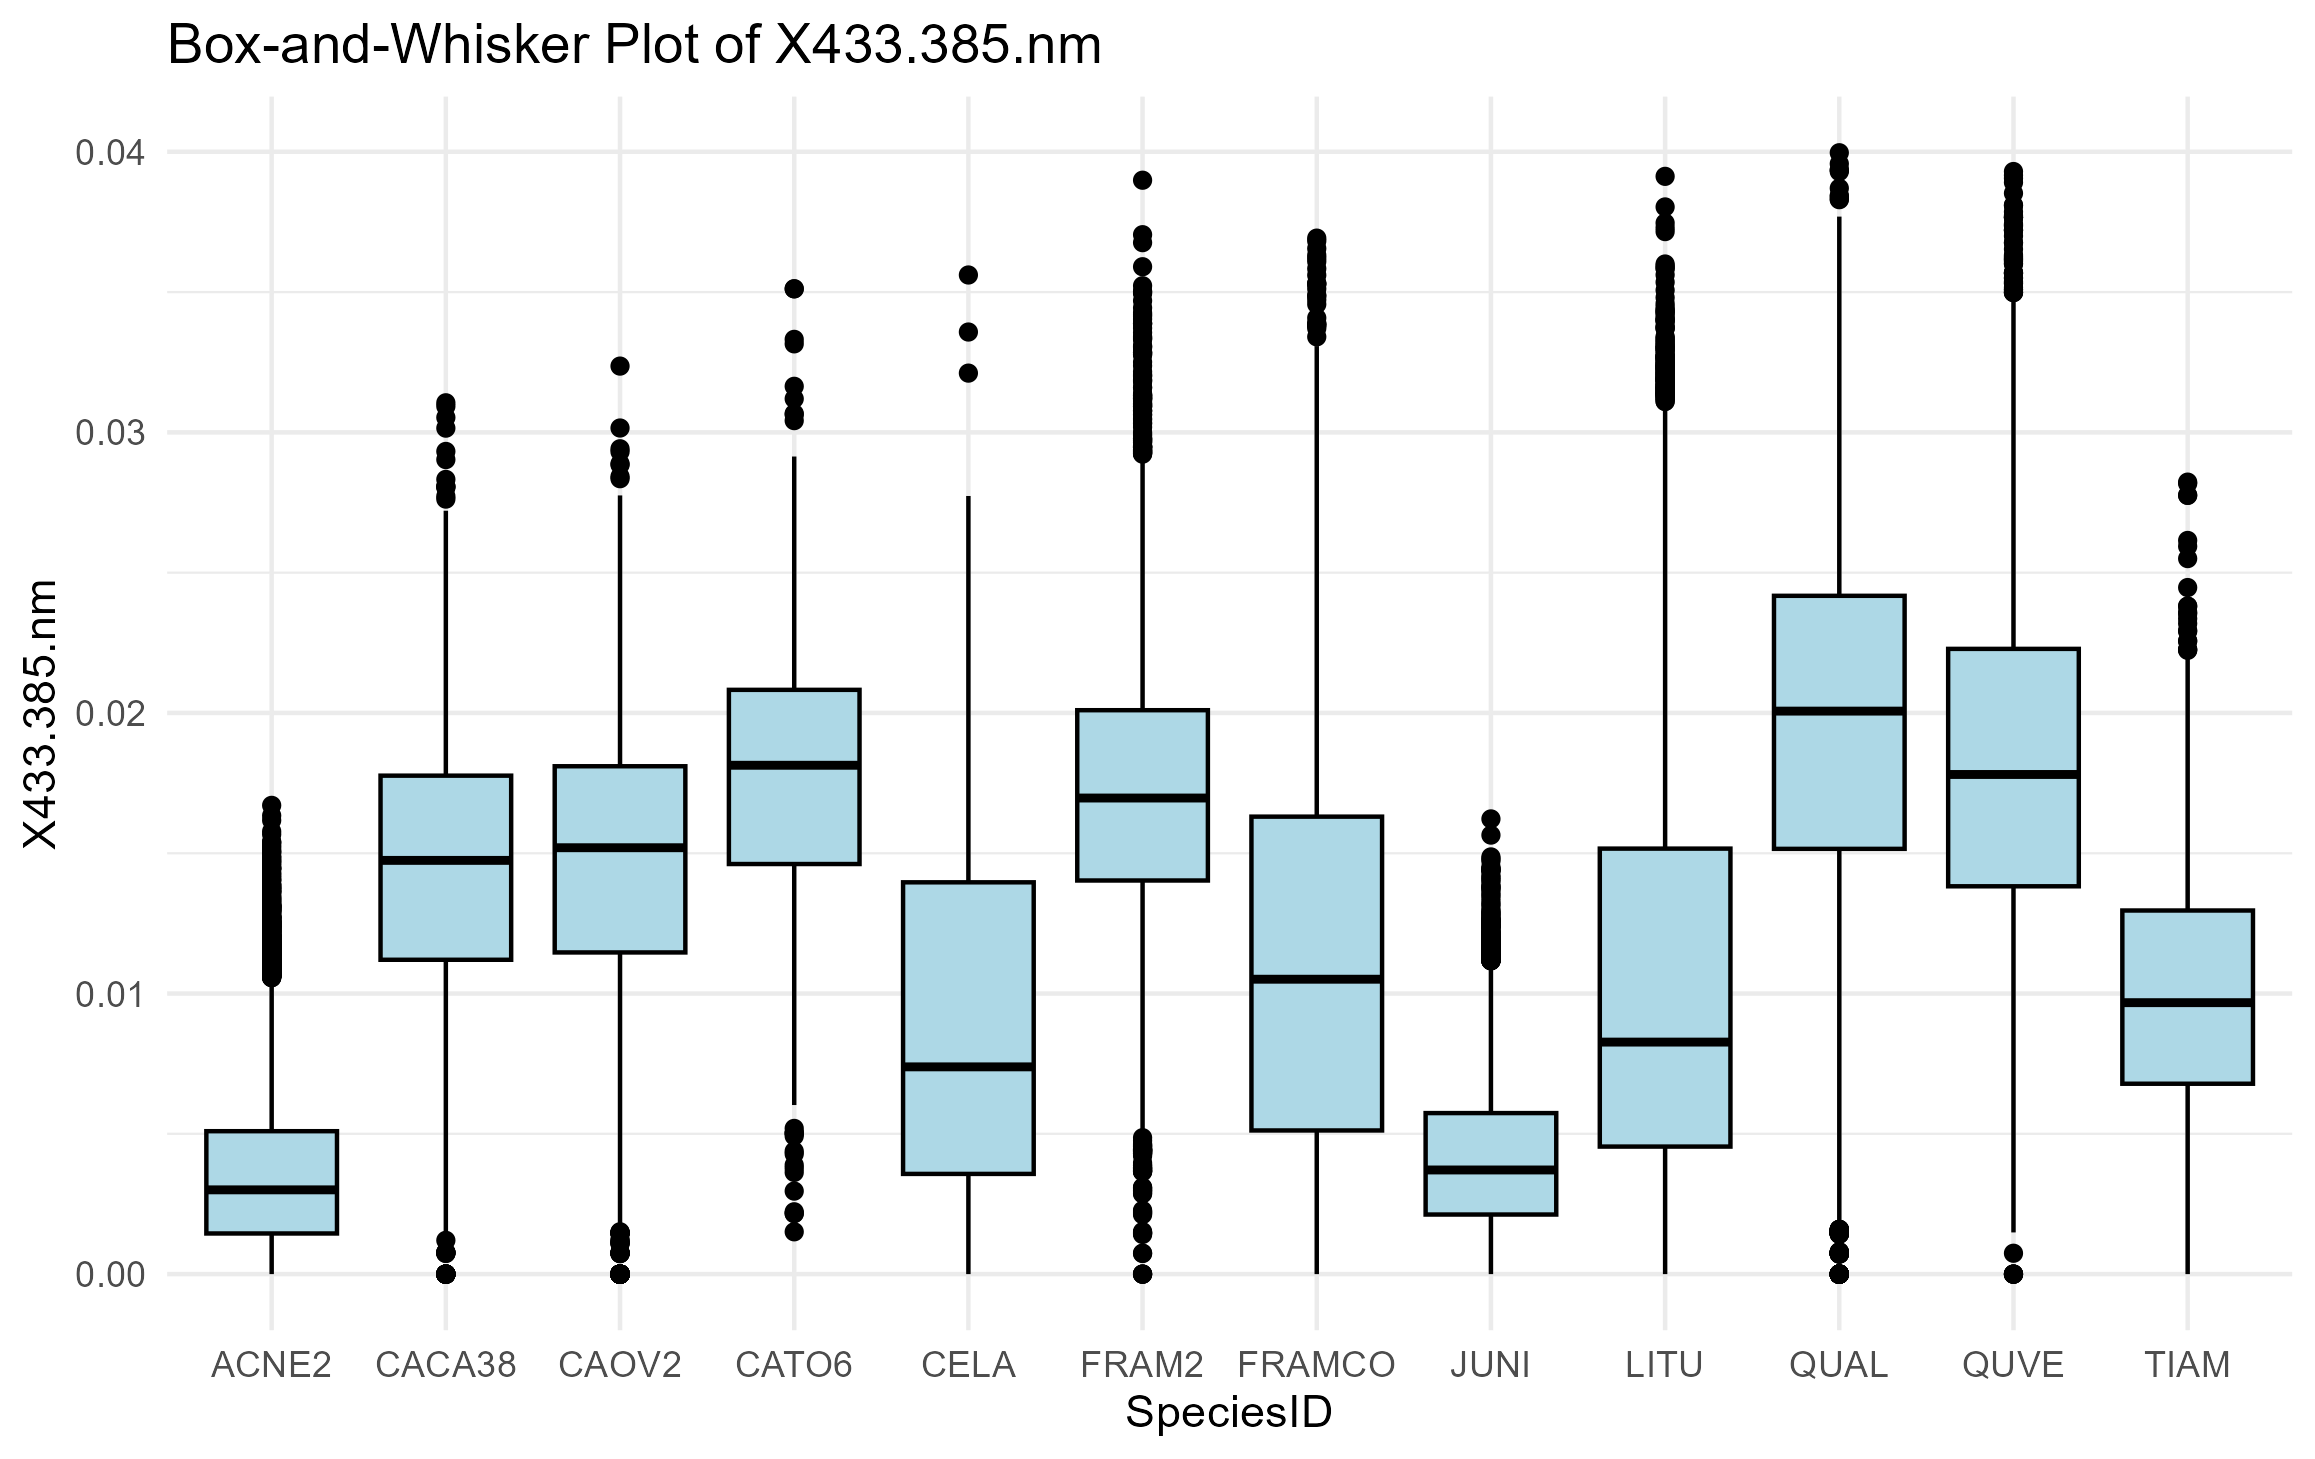 Box-and-Whisker Plot of X433.385.nm
X433.385.nm
0.04
0.03
0.02
0.01
0.00
ACNE2 CACA38 CAOV2 CATO6 CELA FRAM2 FRAMCO JUNI LITU QUAL QUVE TIAM
SpeciesID